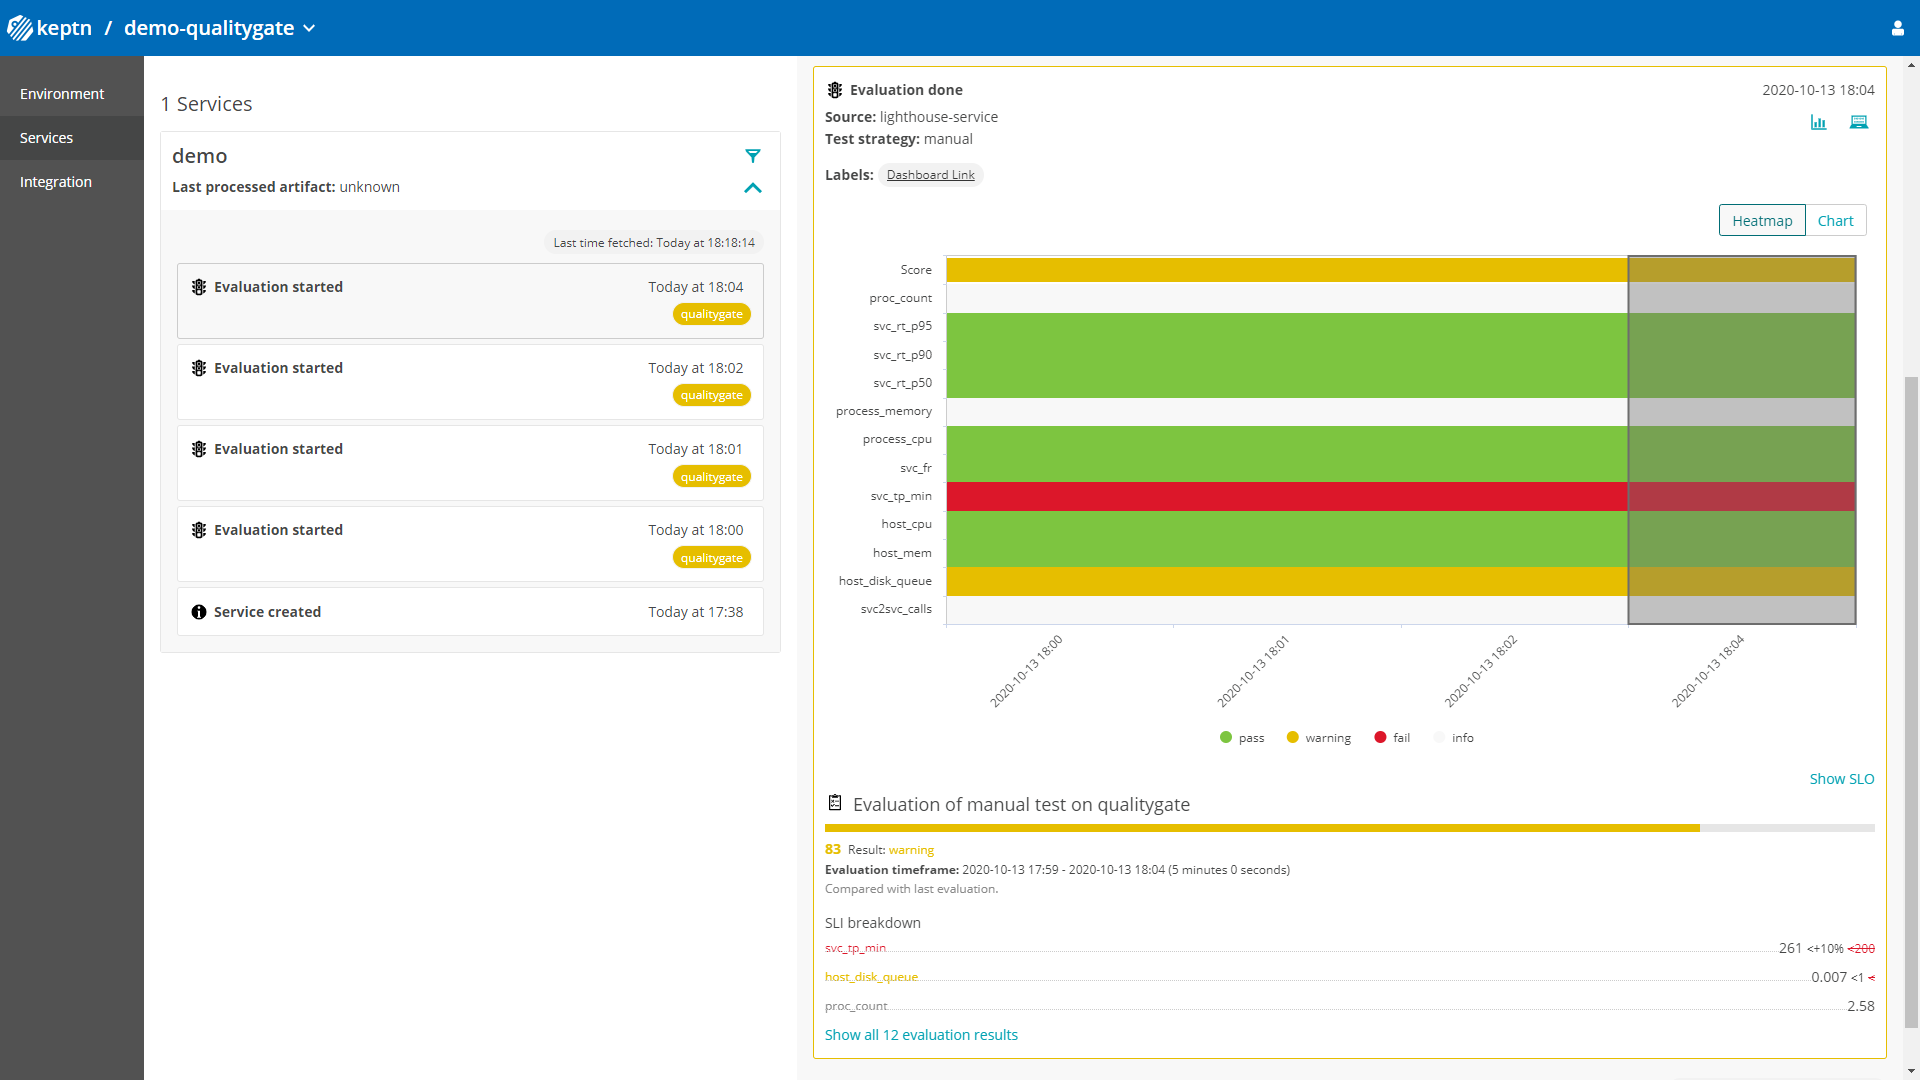 keptn / demo-qualitygate
Environment
Services
Integration
1 Services
demo
Last processed artifact: unknown
Last time fetched: Today at 18:18:14
Evaluation started Today at 18:04
qualitygate
Evaluation started Today at 18:02
qualitygate
Evaluation started Today at 18:01
qualitygate
Evaluation started Today at 18:00
qualitygate
Service created Today at 17:38
Evaluation done 2020-10-13 18:04
Source: lighthouse-service
Test strategy: manual
Labels: Dashboard Link
Heatmap Chart
Score
proc_count
svc_rt_p95
svc_rt_p90
svc_rt_p50
process_memory
process_cpu
svc_fr
svc_tp_min
host_cpu
host_mem
host_disk_queue
svc2svc_calls
2020-10-13 18:00 2020-10-13 18:01 2020-10-13 18:02 2020-10-13 18:04
pass warning fail info
Show SLO
Evaluation of manual test on qualitygate
83 Result: warning
Evaluation timeframe: 2020-10-13 17:59 - 2020-10-13 18:04 (5 minutes 0 seconds)
Compared with last evaluation.
SLI breakdown
svc_tp_min 261 <+10% <200
host_disk_queue 0.007 <1 <
proc_count 2.58
Show all 12 evaluation results